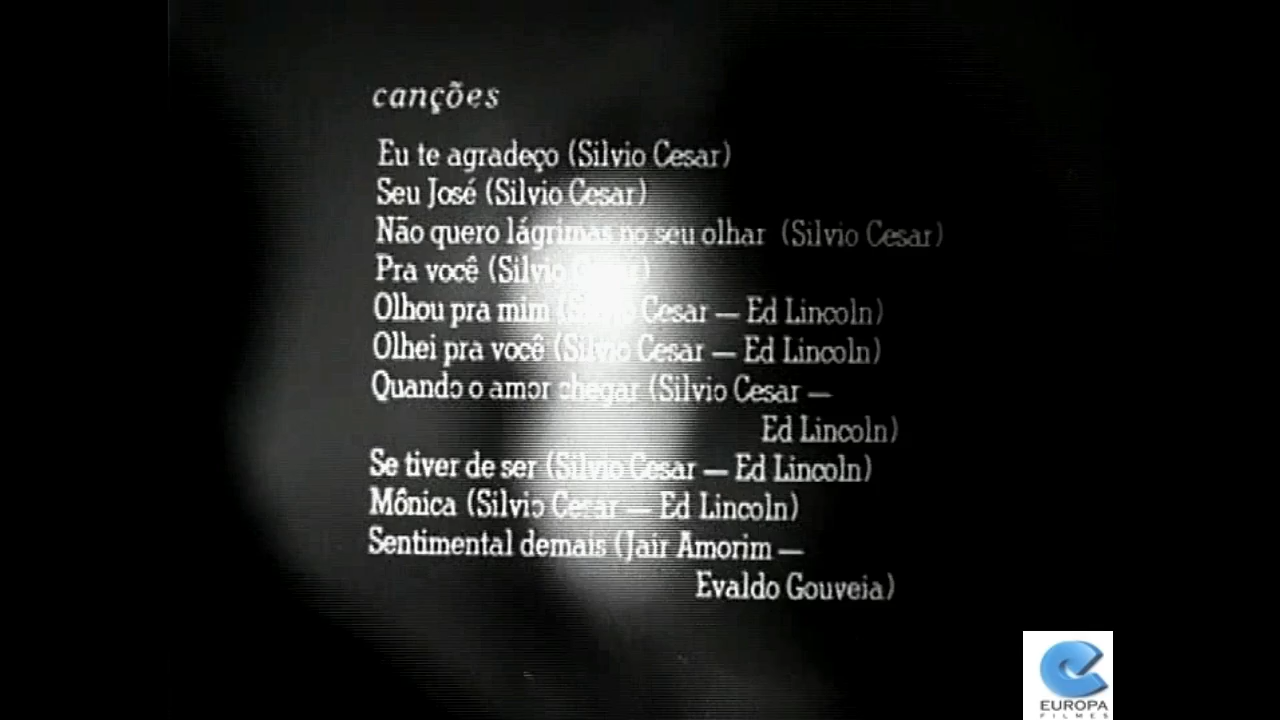 canções
Eu te agradeço (Silvio Cesar)
Seu José (Silvio Cesar)
Não quero lágrimas no seu olhar (Silvio Cesar)
Pra você (Silvio Cesar)
Olhou pra mim (Silvio Cesar — Ed Lincoln)
Olhei pra você (Silvio Cesar — Ed Lincoln)
Quando o amor chegar (Silvio Cesar —
Ed Lincoln)
Se tiver de ser (Silvio Cesar — Ed Lincoln)
Mônica (Silvio Cesar — Ed Lincoln)
Sentimental demais (Jair Amorim —
Evaldo Gouveia)
EUROPA
FILMES